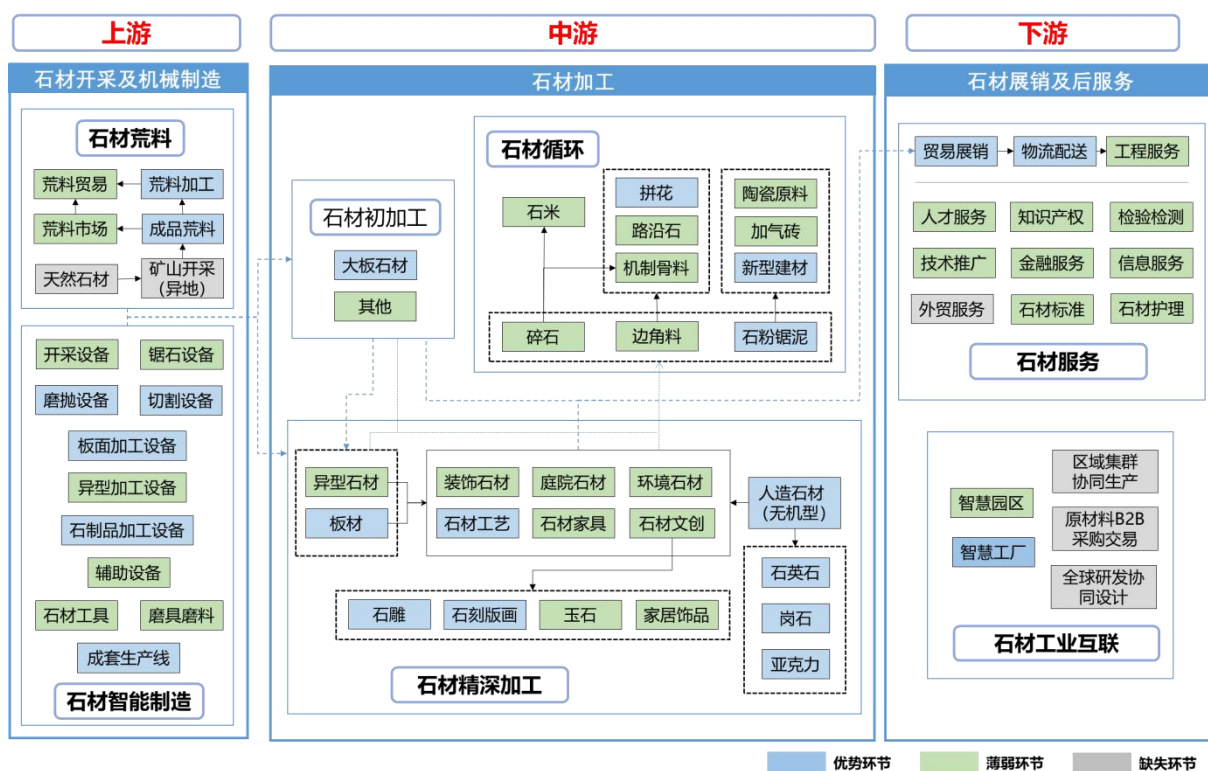 上游
中游
下游
石材开采及机械制造
石材加工
石材展销及后服务
石材荒料
荒料贸易
荒料加工
荒料市场
成品荒料
天然石材
矿山开采
(异地)
开采设备
锯石设备
磨抛设备
切割设备
板面加工设备
异型加工设备
石制品加工设备
辅助设备
石材工具
磨具磨料
成套生产线
石材智能制造
石材初加工
大板石材
其他
石材循环
石米
拼花
路沿石
机制骨料
陶瓷原料
加气砖
新型建材
碎石
边角料
石粉锯泥
异型石材
板材
装饰石材
庭院石材
环境石材
石材工艺
石材家具
石材文创
人造石材
(无机型)
石雕
石刻版画
玉石
家居饰品
石英石
岗石
亚克力
石材精深加工
贸易展销
物流配送
工程服务
人才服务
知识产权
检验检测
技术推广
金融服务
信息服务
外贸服务
石材标准
石材护理
石材服务
智慧园区
智慧工厂
区域集群
协同生产
原材料B2B
采购交易
全球研发协
同设计
石材工业互联
优势环节
薄弱环节
缺失环节